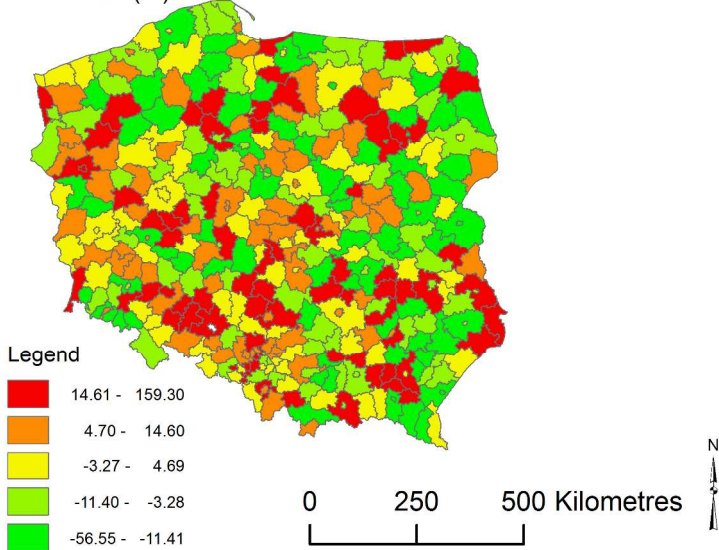 Legend
14.61 - 159.30
4.70 - 14.60
-3.27 - 4.69
-11.40 - -3.28
-56.55 - -11.41
0 250 500 Kilometres
N